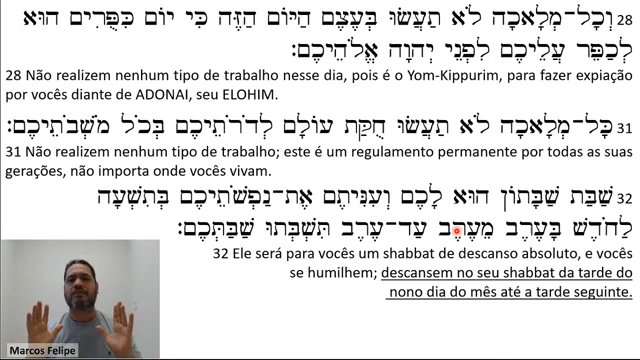 28 וְכָל־מְלָאכָה לֹא תַעֲשׂוּ בְּעֶצֶם הַיּוֹם הַזֶּה כִּי יוֹם כִּפֻּרִים הוּא
לְכַפֵּר עֲלֵיכֶם לִפְנֵי יְהוָה אֱלֹהֵיכֶם׃
28 Não realizem nenhum tipo de trabalho nesse dia, pois é o Yom-Kippurim, para fazer expiação
por vocês diante de ADONAI, seu ELOHIM.
31 כָּל־מְלָאכָה לֹא תַעֲשׂוּ חֻקַּת עוֹלָם לְדֹרֹתֵיכֶם בְּכֹל מֹשְׁבֹתֵיכֶם׃
31 Não realizem nenhum tipo de trabalho; este é um regulamento permanente por todas as suas
gerações, não importa onde vocês vivam.
32 שַׁבַּת שַׁבָּתוֹן הוּא לָכֶם וְעִנִּיתֶם אֶת־נַפְשֹׁתֵיכֶם בְּתִשְׁעָה
לַחֹדֶשׁ בָּעֶרֶב מֵעֶרֶב עַד־עֶרֶב תִּשְׁבְּתוּ שַׁבַּתְּכֶם׃
32 Ele será para vocês um shabbat de descanso absoluto, e vocês
se humilhem; descansem no seu shabbat da tarde do
nono dia do mês até a tarde seguinte.
Marcos Felipe